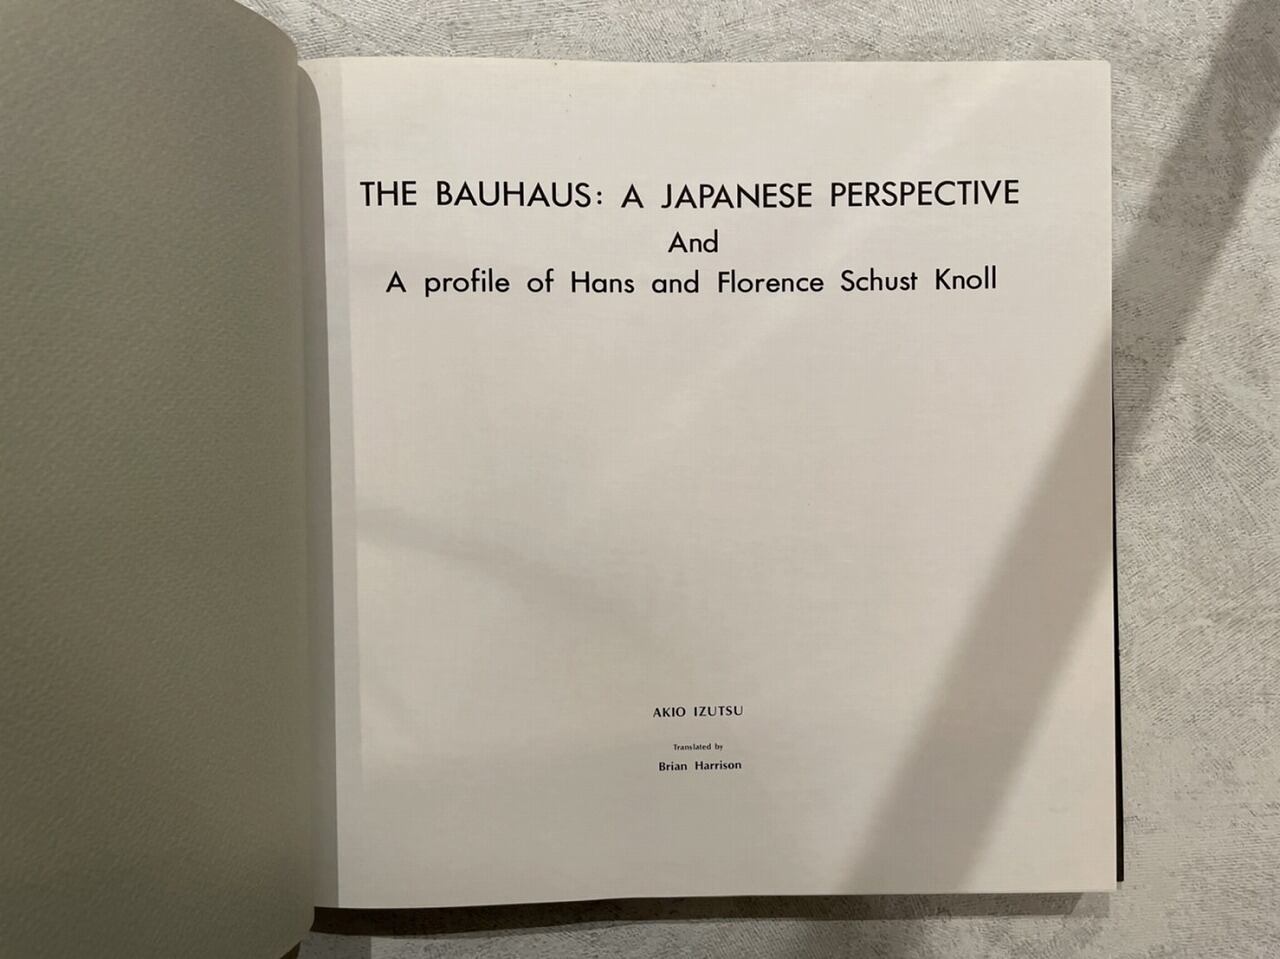 THE BAUHAUS: A JAPANESE PERSPECTIVE
And
A profile of Hans and Florence Schust Knoll
AKIO IZUTSU
Translated by
Brian Harrison